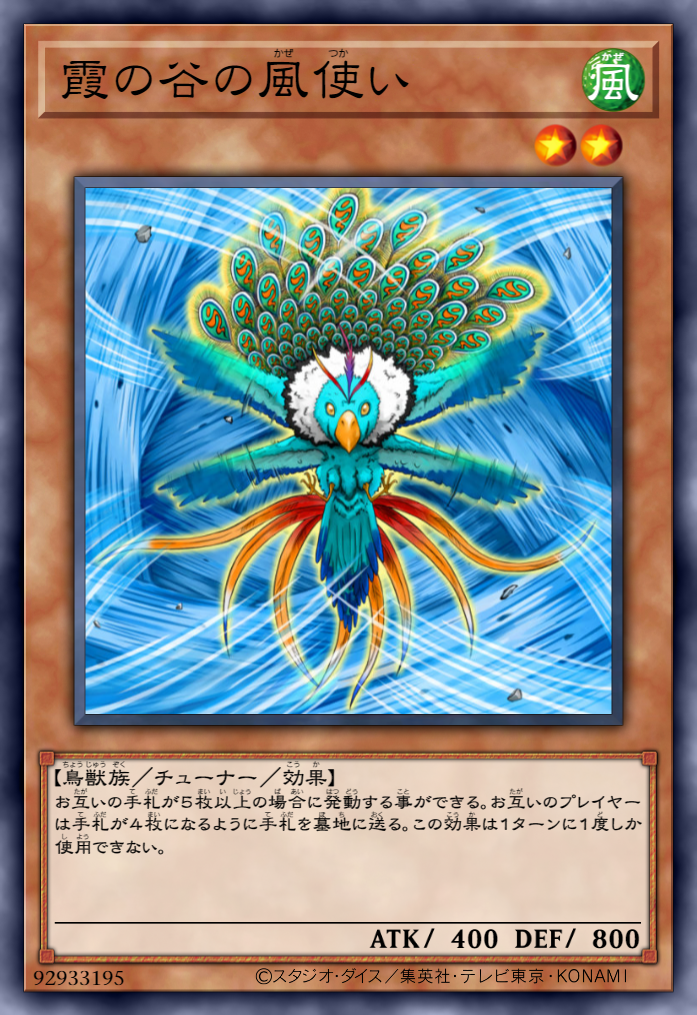 霞の谷の風使い
風
【鳥獣族／チューナー／効果】
お互いの手札が５枚以上の場合に発動する事ができる。お互いのプレイヤー
は手札が４枚になるように手札を墓地に送る。この効果は１ターンに１度しか
使用できない。
ATK/ 400 DEF/ 800
92933195 ©スタジオ・ダイス／集英社・テレビ東京・KONAMI